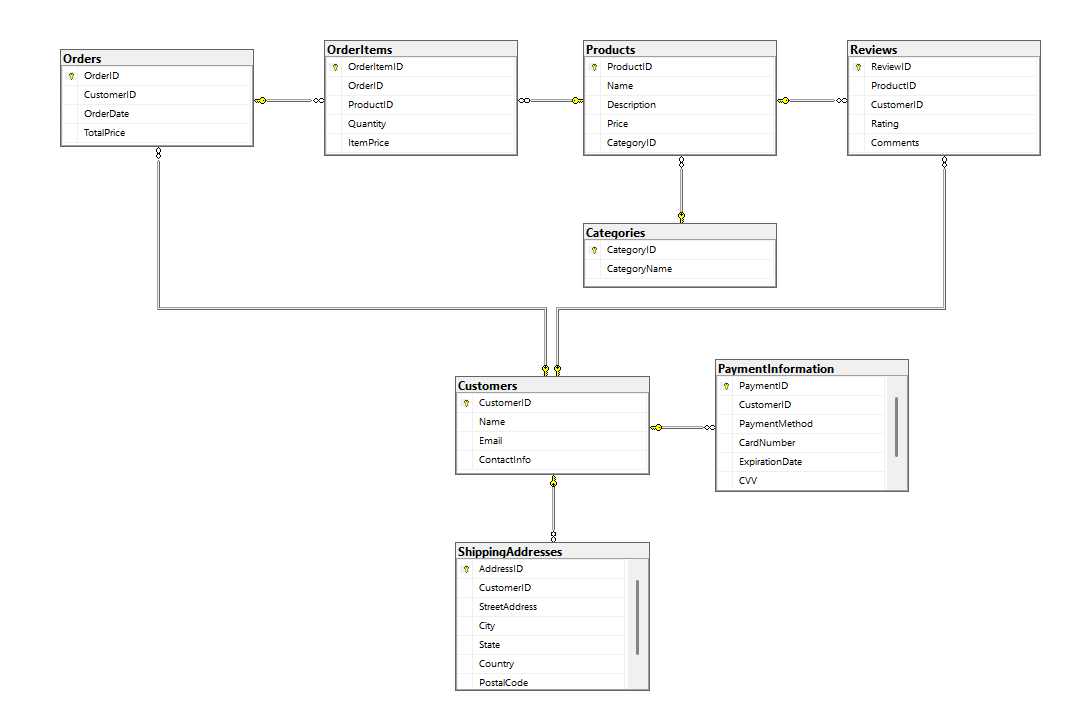 Orders
OrderID
CustomerID
OrderDate
TotalPrice
OrderItems
OrderItemID
OrderID
ProductID
Quantity
ItemPrice
Products
ProductID
Name
Description
Price
CategoryID
Reviews
ReviewID
ProductID
CustomerID
Rating
Comments
Categories
CategoryID
CategoryName
Customers
CustomerID
Name
Email
ContactInfo
PaymentInformation
PaymentID
CustomerID
PaymentMethod
CardNumber
ExpirationDate
CVV
ShippingAddresses
AddressID
CustomerID
StreetAddress
City
State
Country
PostalCode